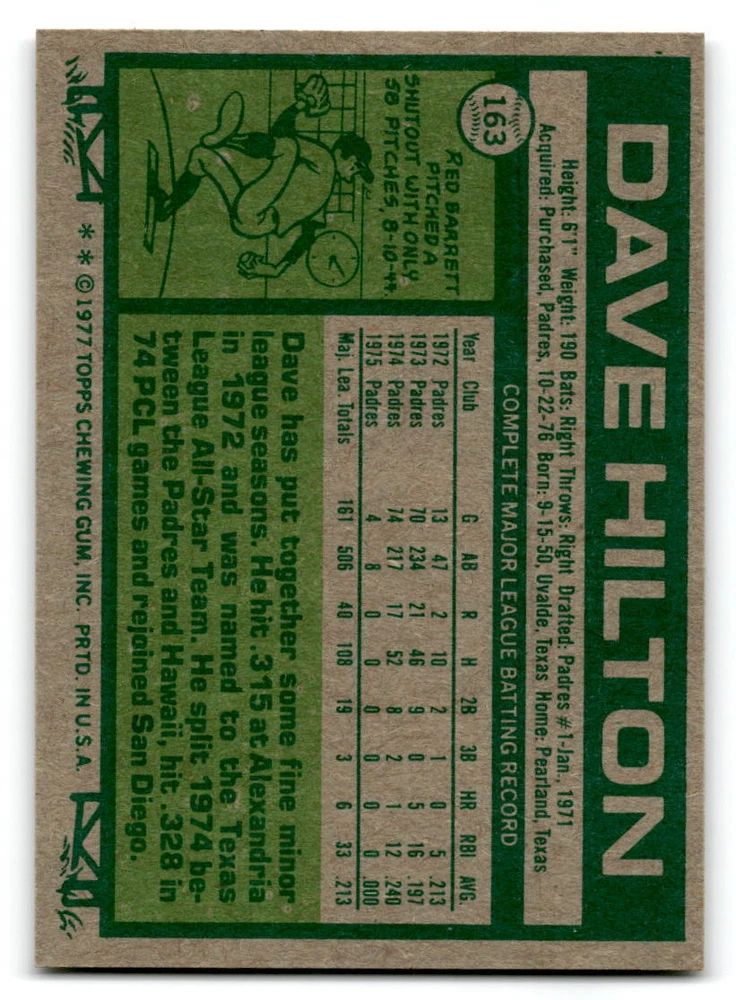 163
DAVE HILTON
Height: 6'1" Weight: 190 Bats: Right Throws: Right Drafted: Padres #1-Jan., 1971
Acquired: Purchased, Padres, 10-22-76 Born: 9-15-50, Uvalde, Texas Home: Pearland, Texas
COMPLETE MAJOR LEAGUE BATTING RECORD
Year Club G AB R H 2B 3B HR RBI AVG.
1972 Padres 13 47 2 10 2 1 0 5 .213
1973 Padres 70 234 21 46 9 0 5 16 .197
1974 Padres 74 217 17 52 8 2 1 12 .240
1975 Padres 4 8 0 0 0 0 0 0 .000
Maj. Lea. Totals 161 506 40 108 19 3 6 33 .213
RED BARRETT
PITCHED A
SHUTOUT WITH ONLY
58 PITCHES, 8-10-44.
Dave has put together some fine minor
league seasons. He hit .315 at Alexandria
in 1972 and was named to the Texas
League All-Star Team. He split 1974 be-
tween the Padres and Hawaii, hit .328 in
74 PCL games and rejoined San Diego.
** ©1977 TOPPS CHEWING GUM, INC. PRTD. IN U.S.A.